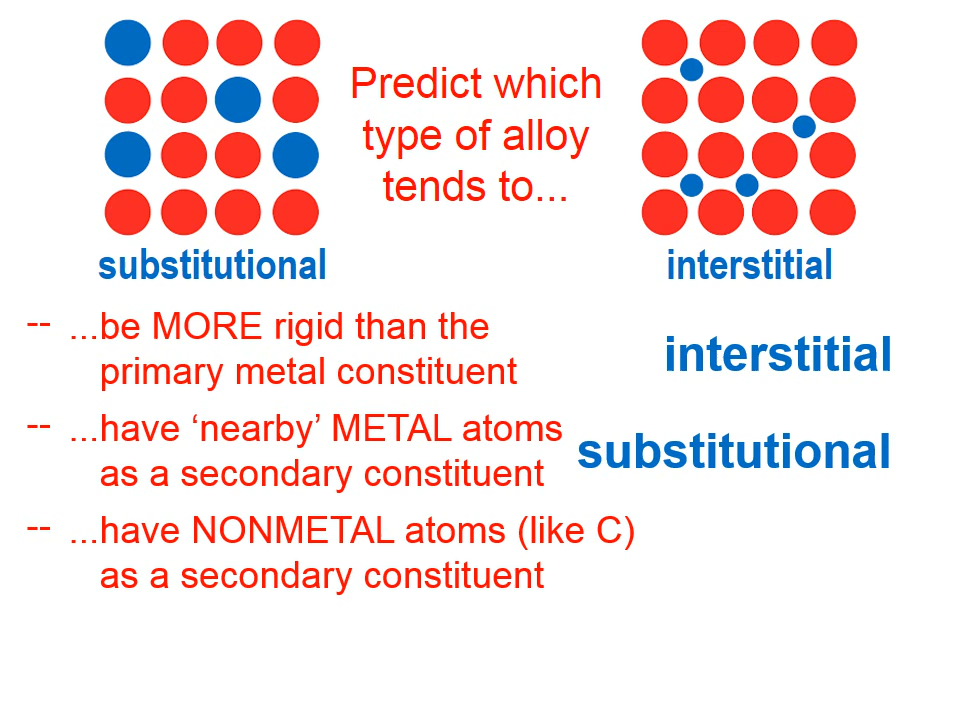 Predict which
type of alloy
tends to...
substitutional
interstitial
-- ...be MORE rigid than the
primary metal constituent
interstitial
-- ...have ‘nearby’ METAL atoms
as a secondary constituent
substitutional
-- ...have NONMETAL atoms (like C)
as a secondary constituent